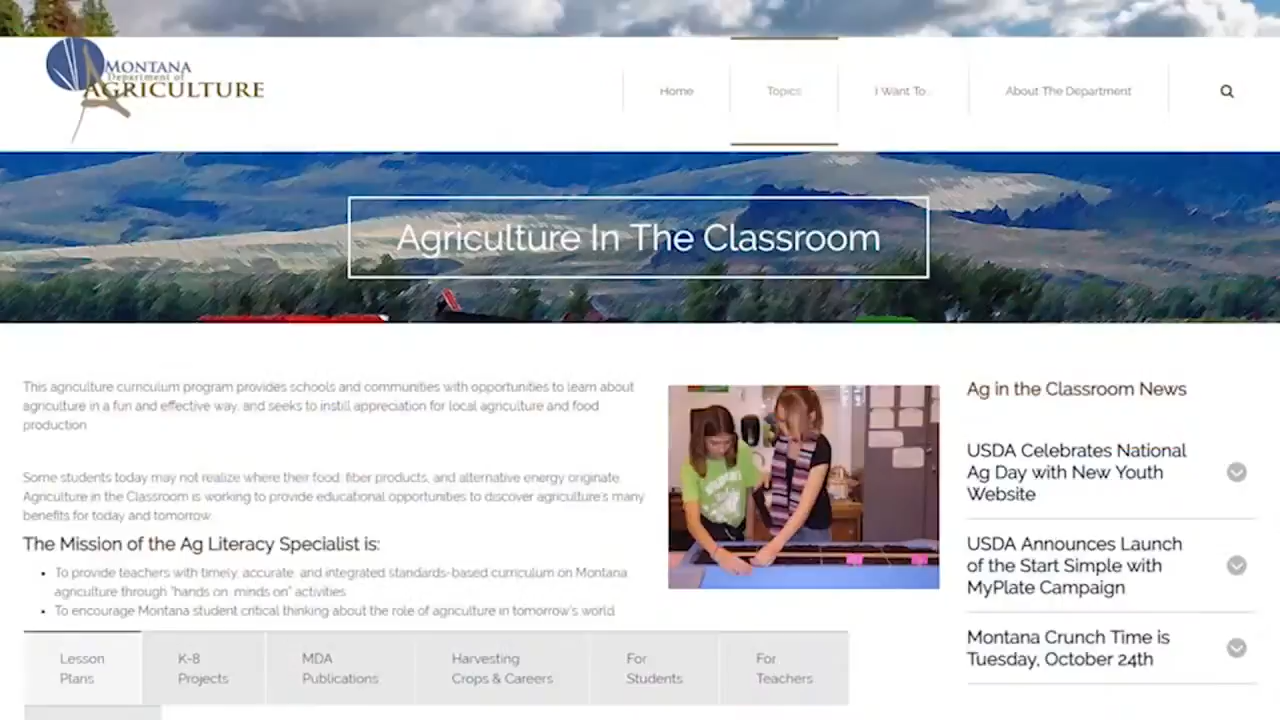 MONTANA
Department of
AGRICULTURE
Home
Topics
I Want To...
About The Department
Agriculture In The Classroom
This agriculture curriculum program provides schools and communities with opportunities to learn about
agriculture in a fun and effective way, and seeks to instill appreciation for local agriculture and food
production.
Some students today may not realize where their food, fiber products, and alternative energy originate.
Agriculture in the Classroom is working to provide educational opportunities to discover agriculture's many
benefits for today and tomorrow.
The Mission of the Ag Literacy Specialist is:
• To provide teachers with timely, accurate, and integrated standards-based curriculum on Montana
agriculture through "hands on, minds on" activities
• To encourage Montana student critical thinking about the role of agriculture in tomorrow's world
Lesson
Plans
K-8
Projects
MDA
Publications
Harvesting
Crops & Careers
For
Students
For
Teachers
Ag in the Classroom News
USDA Celebrates National
Ag Day with New Youth
Website
USDA Announces Launch
of the Start Simple with
MyPlate Campaign
Montana Crunch Time is
Tuesday, October 24th